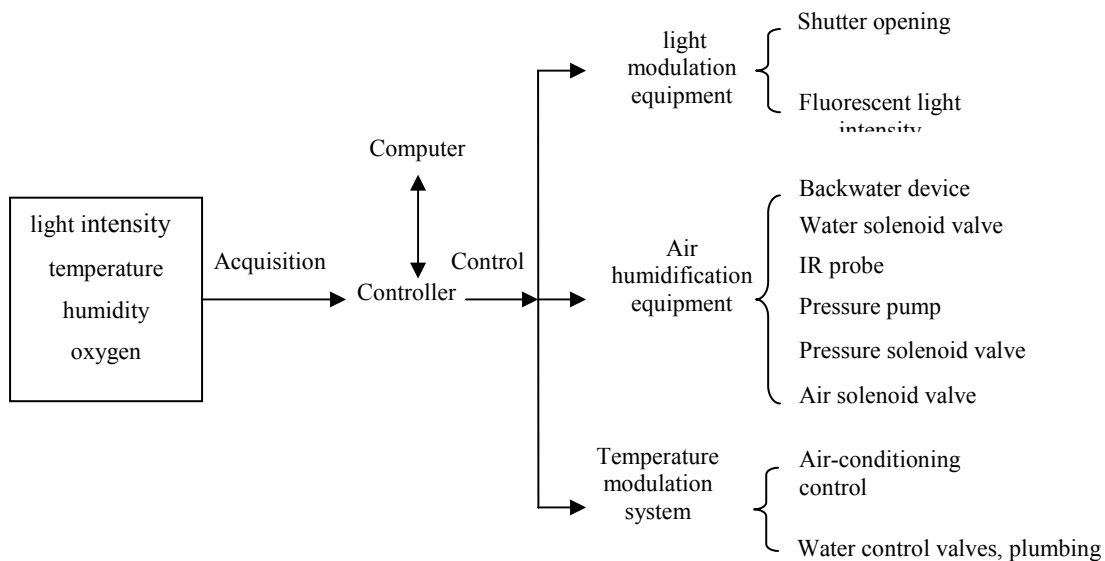 light intensity
temperature
humidity
oxygen
Acquisition
Computer
Controller
Control
light
modulation
equipment
Shutter opening
Fluorescent light
intensity
Air
humidification
equipment
Backwater device
Water solenoid valve
IR probe
Pressure pump
Pressure solenoid valve
Air solenoid valve
Temperature
modulation
system
Air-conditioning
control
Water control valves, plumbing